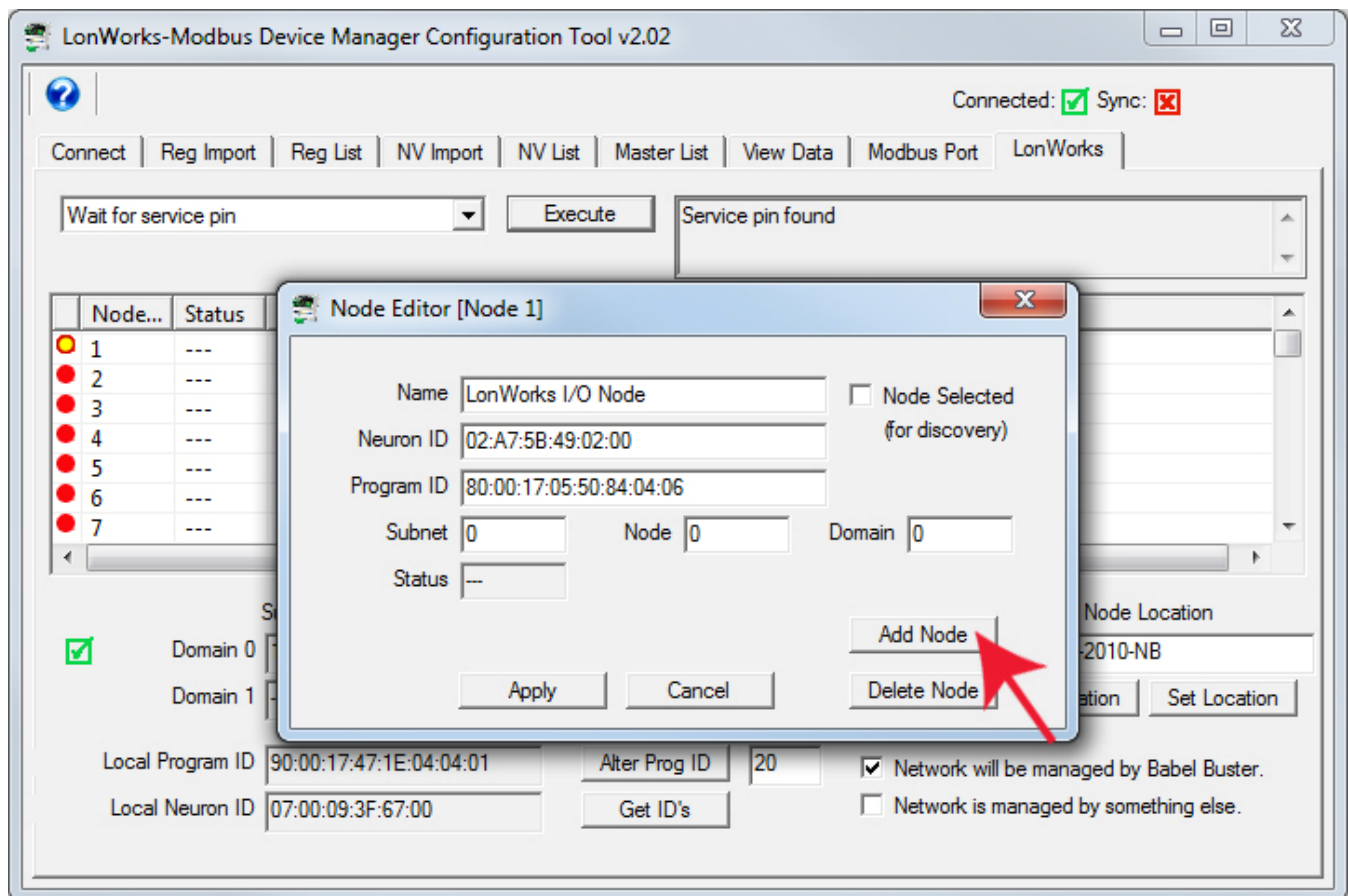 LonWorks-Modbus Device Manager Configuration Tool v2.02
Connected: Sync:
Connect Reg Import Reg List NV Import NV List Master List View Data Modbus Port LonWorks
Wait for service pin Execute Service pin found
Node... Status
1 ---
2 ---
3 ---
4 ---
5 ---
6 ---
7 ---
Node Editor [Node 1]
Name LonWorks I/O Node Node Selected
(for discovery)
Neuron ID 02:A7:5B:49:02:00
Program ID 80:00:17:05:50:84:04:06
Subnet 0 Node 0 Domain 0
Status ---
Add Node
Apply Cancel Delete Node
Node Location
Domain 0 -2010-NB
Domain 1 Set Location
Local Program ID 90:00:17:47:1E:04:04:01 Alter Prog ID 20 Network will be managed by Babel Buster.
Local Neuron ID 07:00:09:3F:67:00 Get ID's Network is managed by something else.